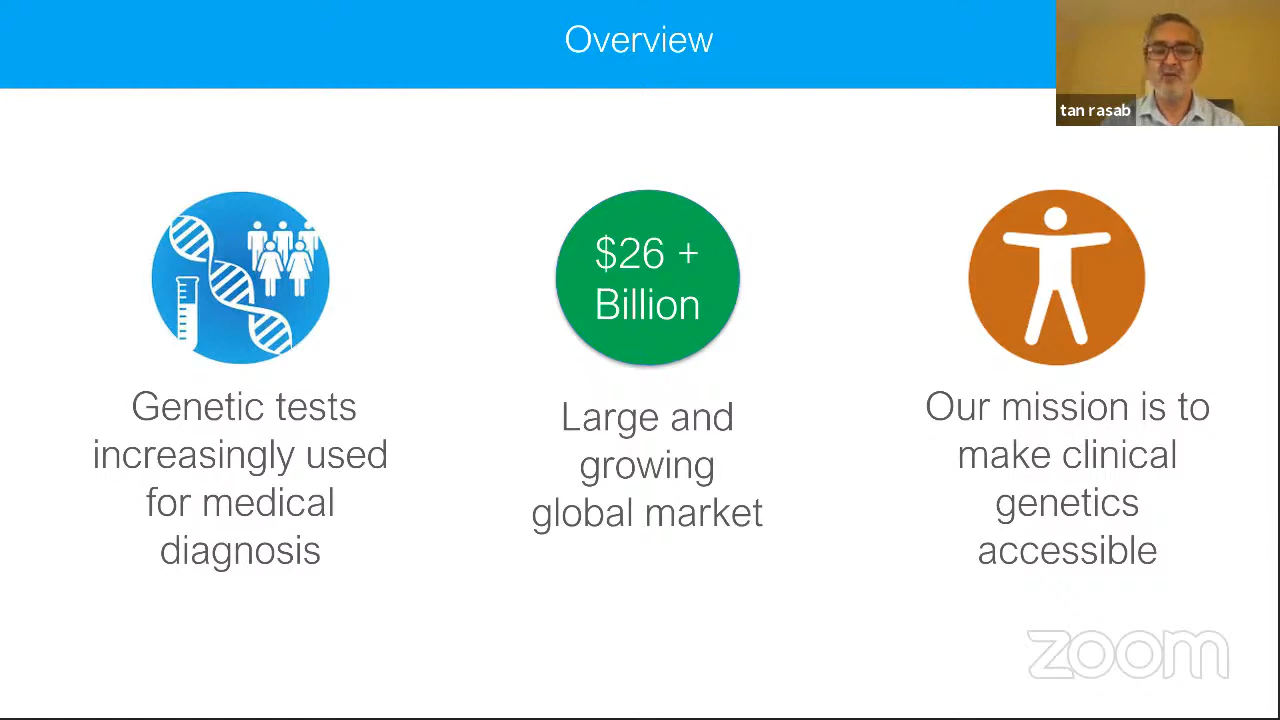 Overview
tan rasab
$26 +
Billion
Genetic tests
increasingly used
for medical
diagnosis
Large and
growing
global market
Our mission is to
make clinical
genetics
accessible
zoom